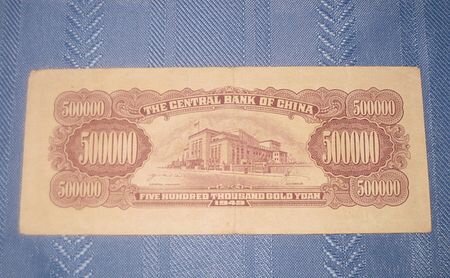 THE CENTRAL BANK OF CHINA
500000 500000
500000 500000
500000 500000
FIVE HUNDRED THOUSAND GOLD YUAN
1949